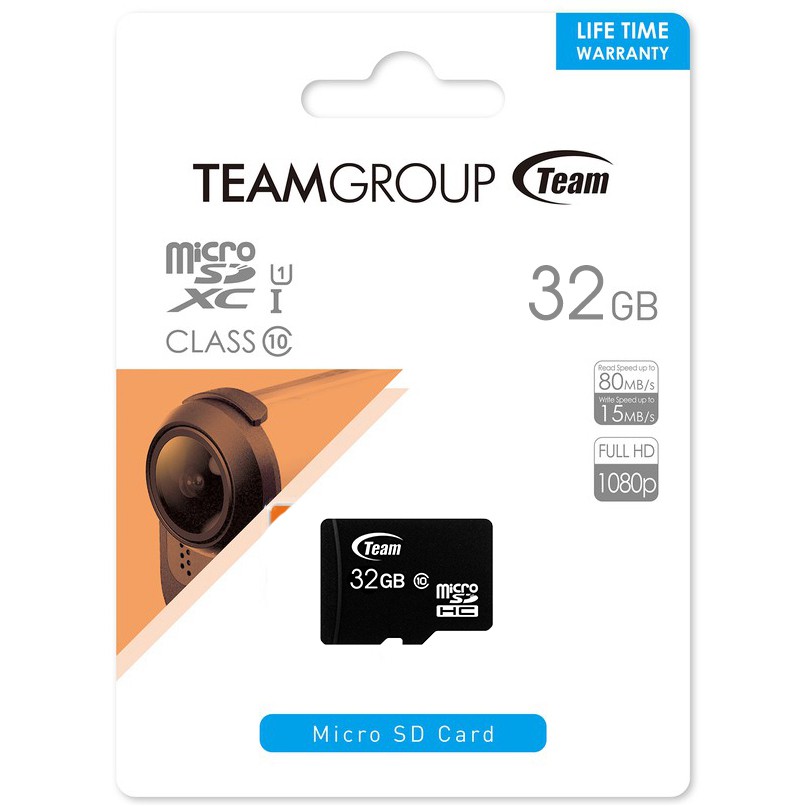 LIFE TIME
WARRANTY
TEAMGROUP Team
micro
SD
XC 1 I
CLASS 10
32GB
Read Speed up to
80MB/s
Write Speed up to
15MB/s
FULL HD
1080p
Team
32GB 10
micro
SD
HC
Micro SD Card